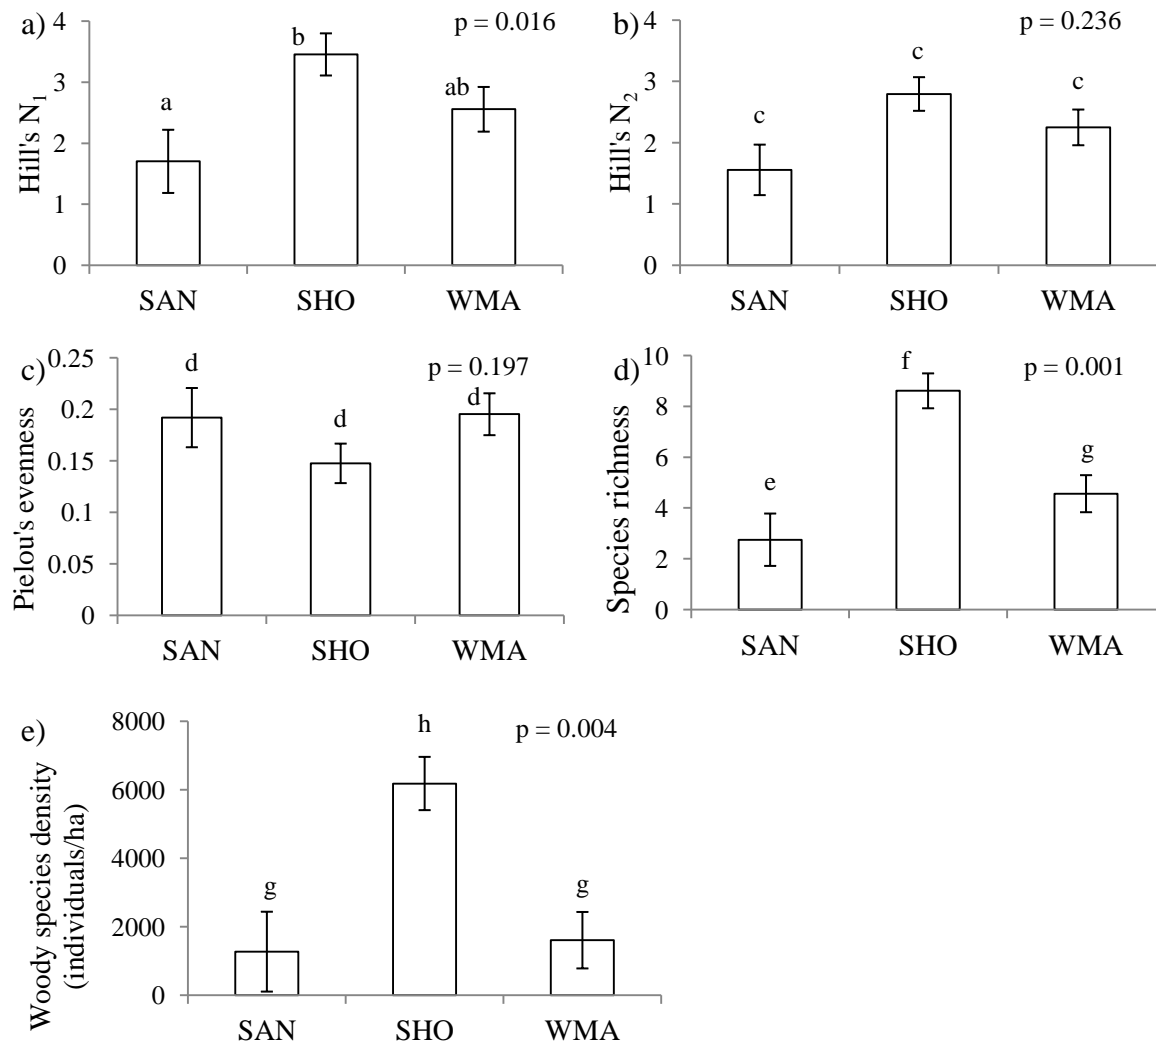 a)
p = 0.016
Hill's N1
4
3
2
1
0
a
b
ab
SAN SHO WMA
b)
p = 0.236
Hill's N2
4
3
2
1
0
c
c
c
SAN SHO WMA
c)
p = 0.197
Pielou's evenness
0.25
0.2
0.15
0.1
0.05
0
d
d
d
SAN SHO WMA
d)
p = 0.001
Species richness
10
8
6
4
2
0
e
f
g
SAN SHO WMA
e)
p = 0.004
Woody species density
(individuals/ha)
8000
6000
4000
2000
0
g
h
g
SAN SHO WMA